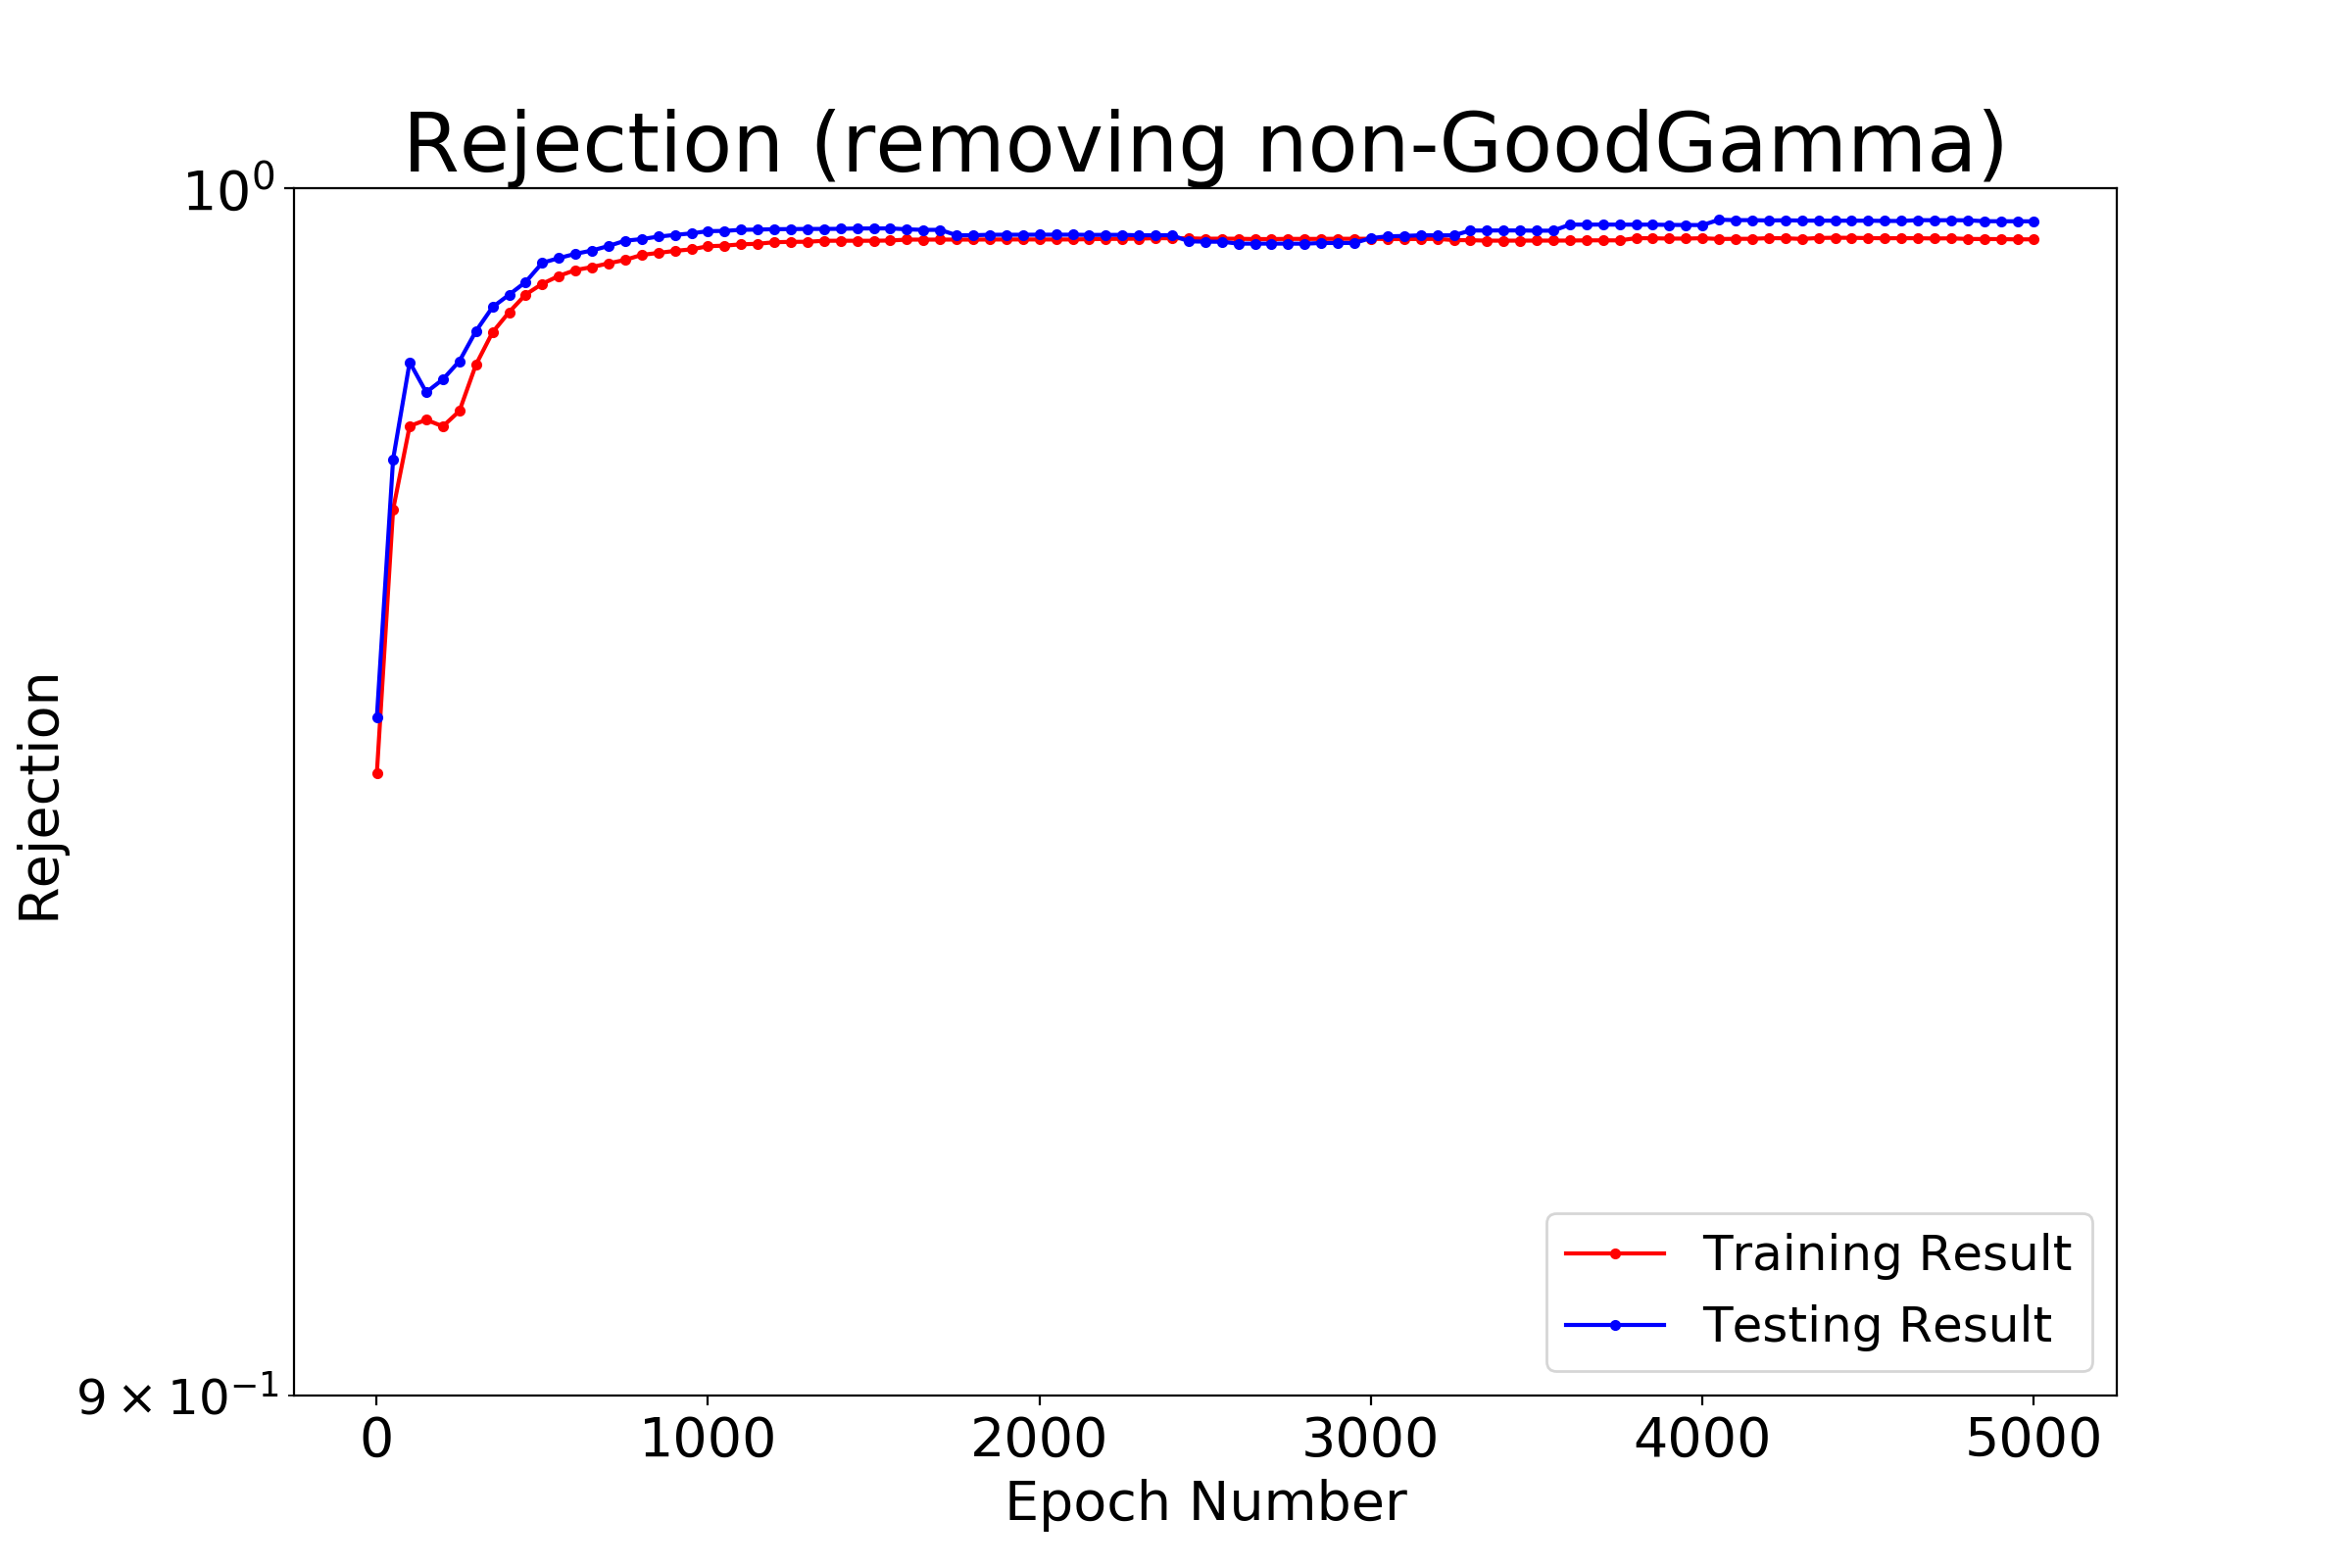 Rejection (removing non-GoodGamma)
10⁰
Rejection
9 × 10⁻¹
0 1000 2000 3000 4000 5000
Epoch Number
Training Result
Testing Result